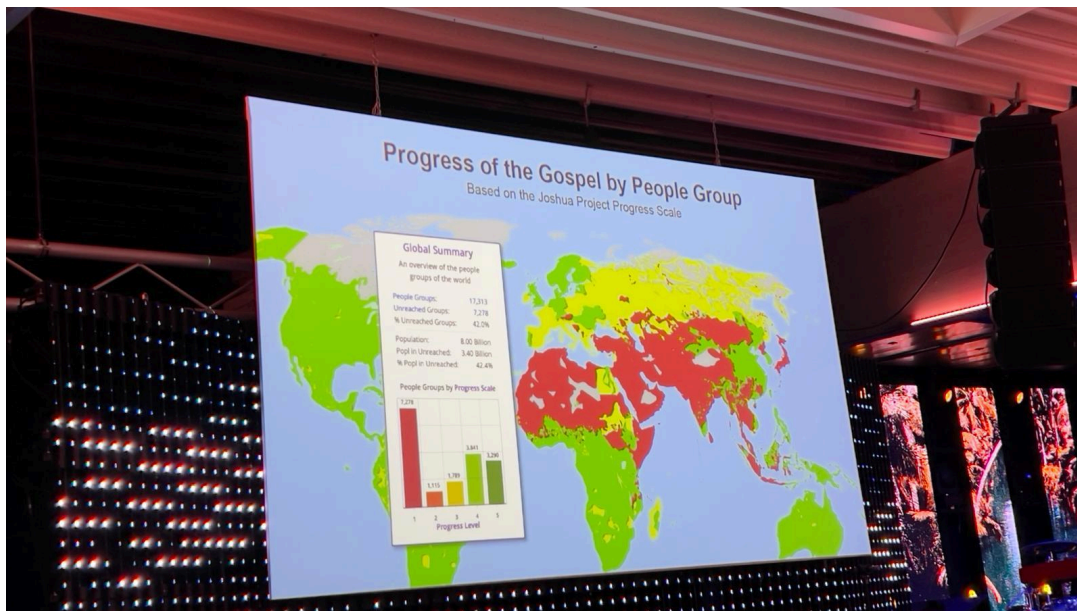 Progress of the Gospel by People Group
Based on the Joshua Project Progress Scale
Global Summary
An overview of the people
groups of the world
People Groups: 17,313
Unreached Groups: 7,278
% Unreached Groups: 42.0%
Population: 8.00 Billion
Popl in Unreached: 3.40 Billion
% Popl in Unreached: 42.4%
People Groups by Progress Scale
7,278
1,115
1,789
3,841
3,290
1 2 3 4 5
Progress Level